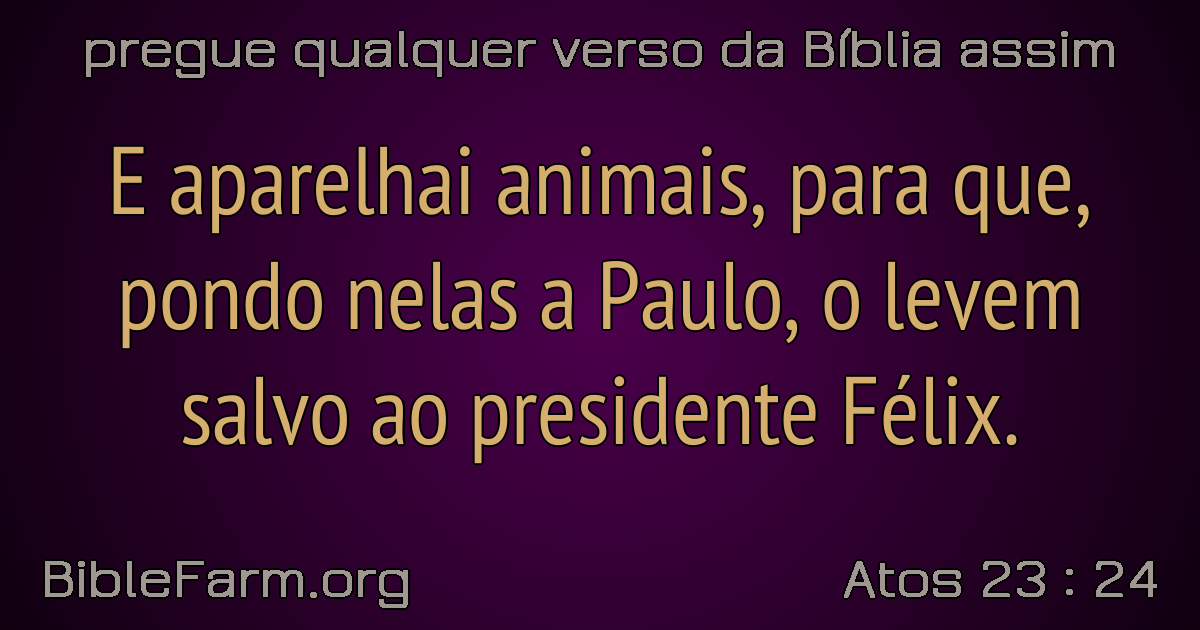 pregue qualquer verso da Bíblia assim
E aparelhai animais, para que,
pondo nelas a Paulo, o levem
salvo ao presidente Félix.
BibleFarm.org
Atos 23 : 24